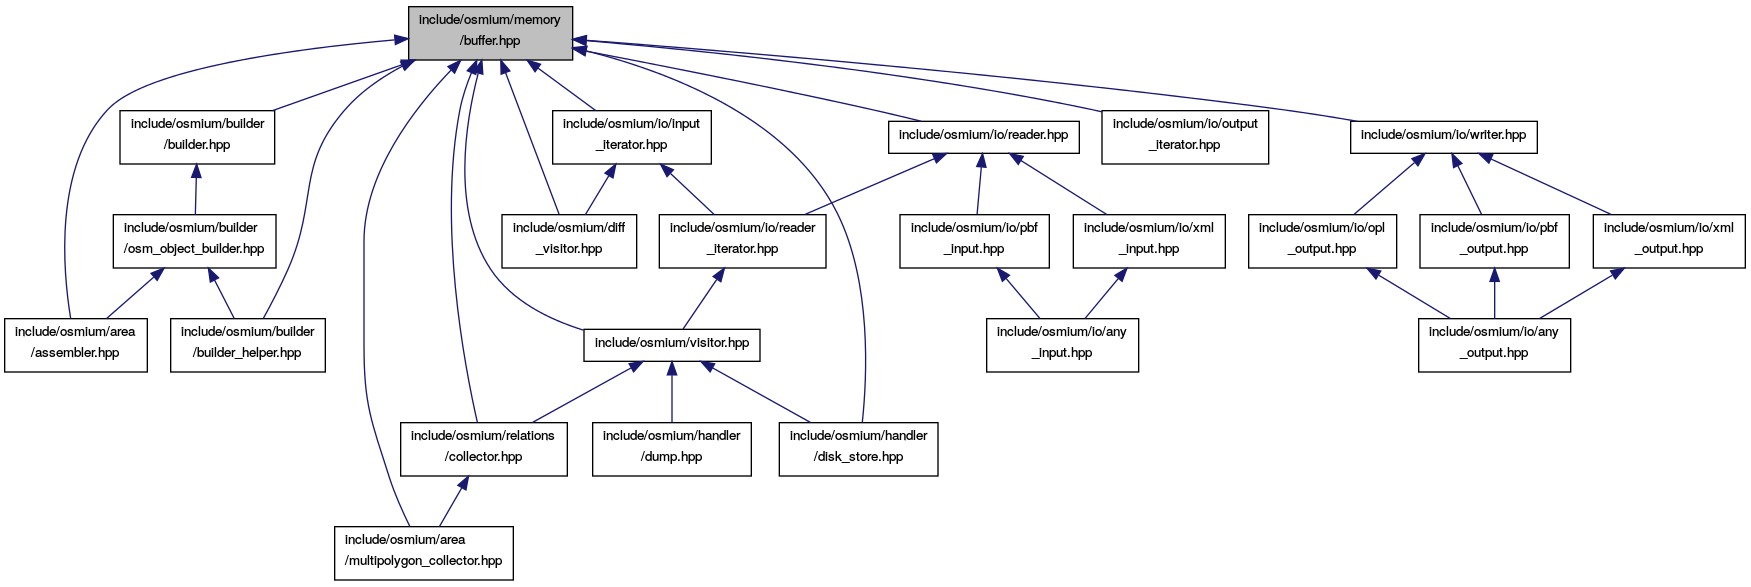 include/osmium/memory
/buffer.hpp
include/osmium/builder
/builder.hpp
include/osmium/io/input
_iterator.hpp
include/osmium/io/reader.hpp
include/osmium/io/output
_iterator.hpp
include/osmium/io/writer.hpp
include/osmium/builder
/osm_object_builder.hpp
include/osmium/diff
_visitor.hpp
include/osmium/io/reader
_iterator.hpp
include/osmium/io/pbf
_input.hpp
include/osmium/io/xml
_input.hpp
include/osmium/io/opl
_output.hpp
include/osmium/io/pbf
_output.hpp
include/osmium/io/xml
_output.hpp
include/osmium/area
/assembler.hpp
include/osmium/builder
/builder_helper.hpp
include/osmium/visitor.hpp
include/osmium/io/any
_input.hpp
include/osmium/io/any
_output.hpp
include/osmium/relations
/collector.hpp
include/osmium/handler
/dump.hpp
include/osmium/handler
/disk_store.hpp
include/osmium/area
/multipolygon_collector.hpp